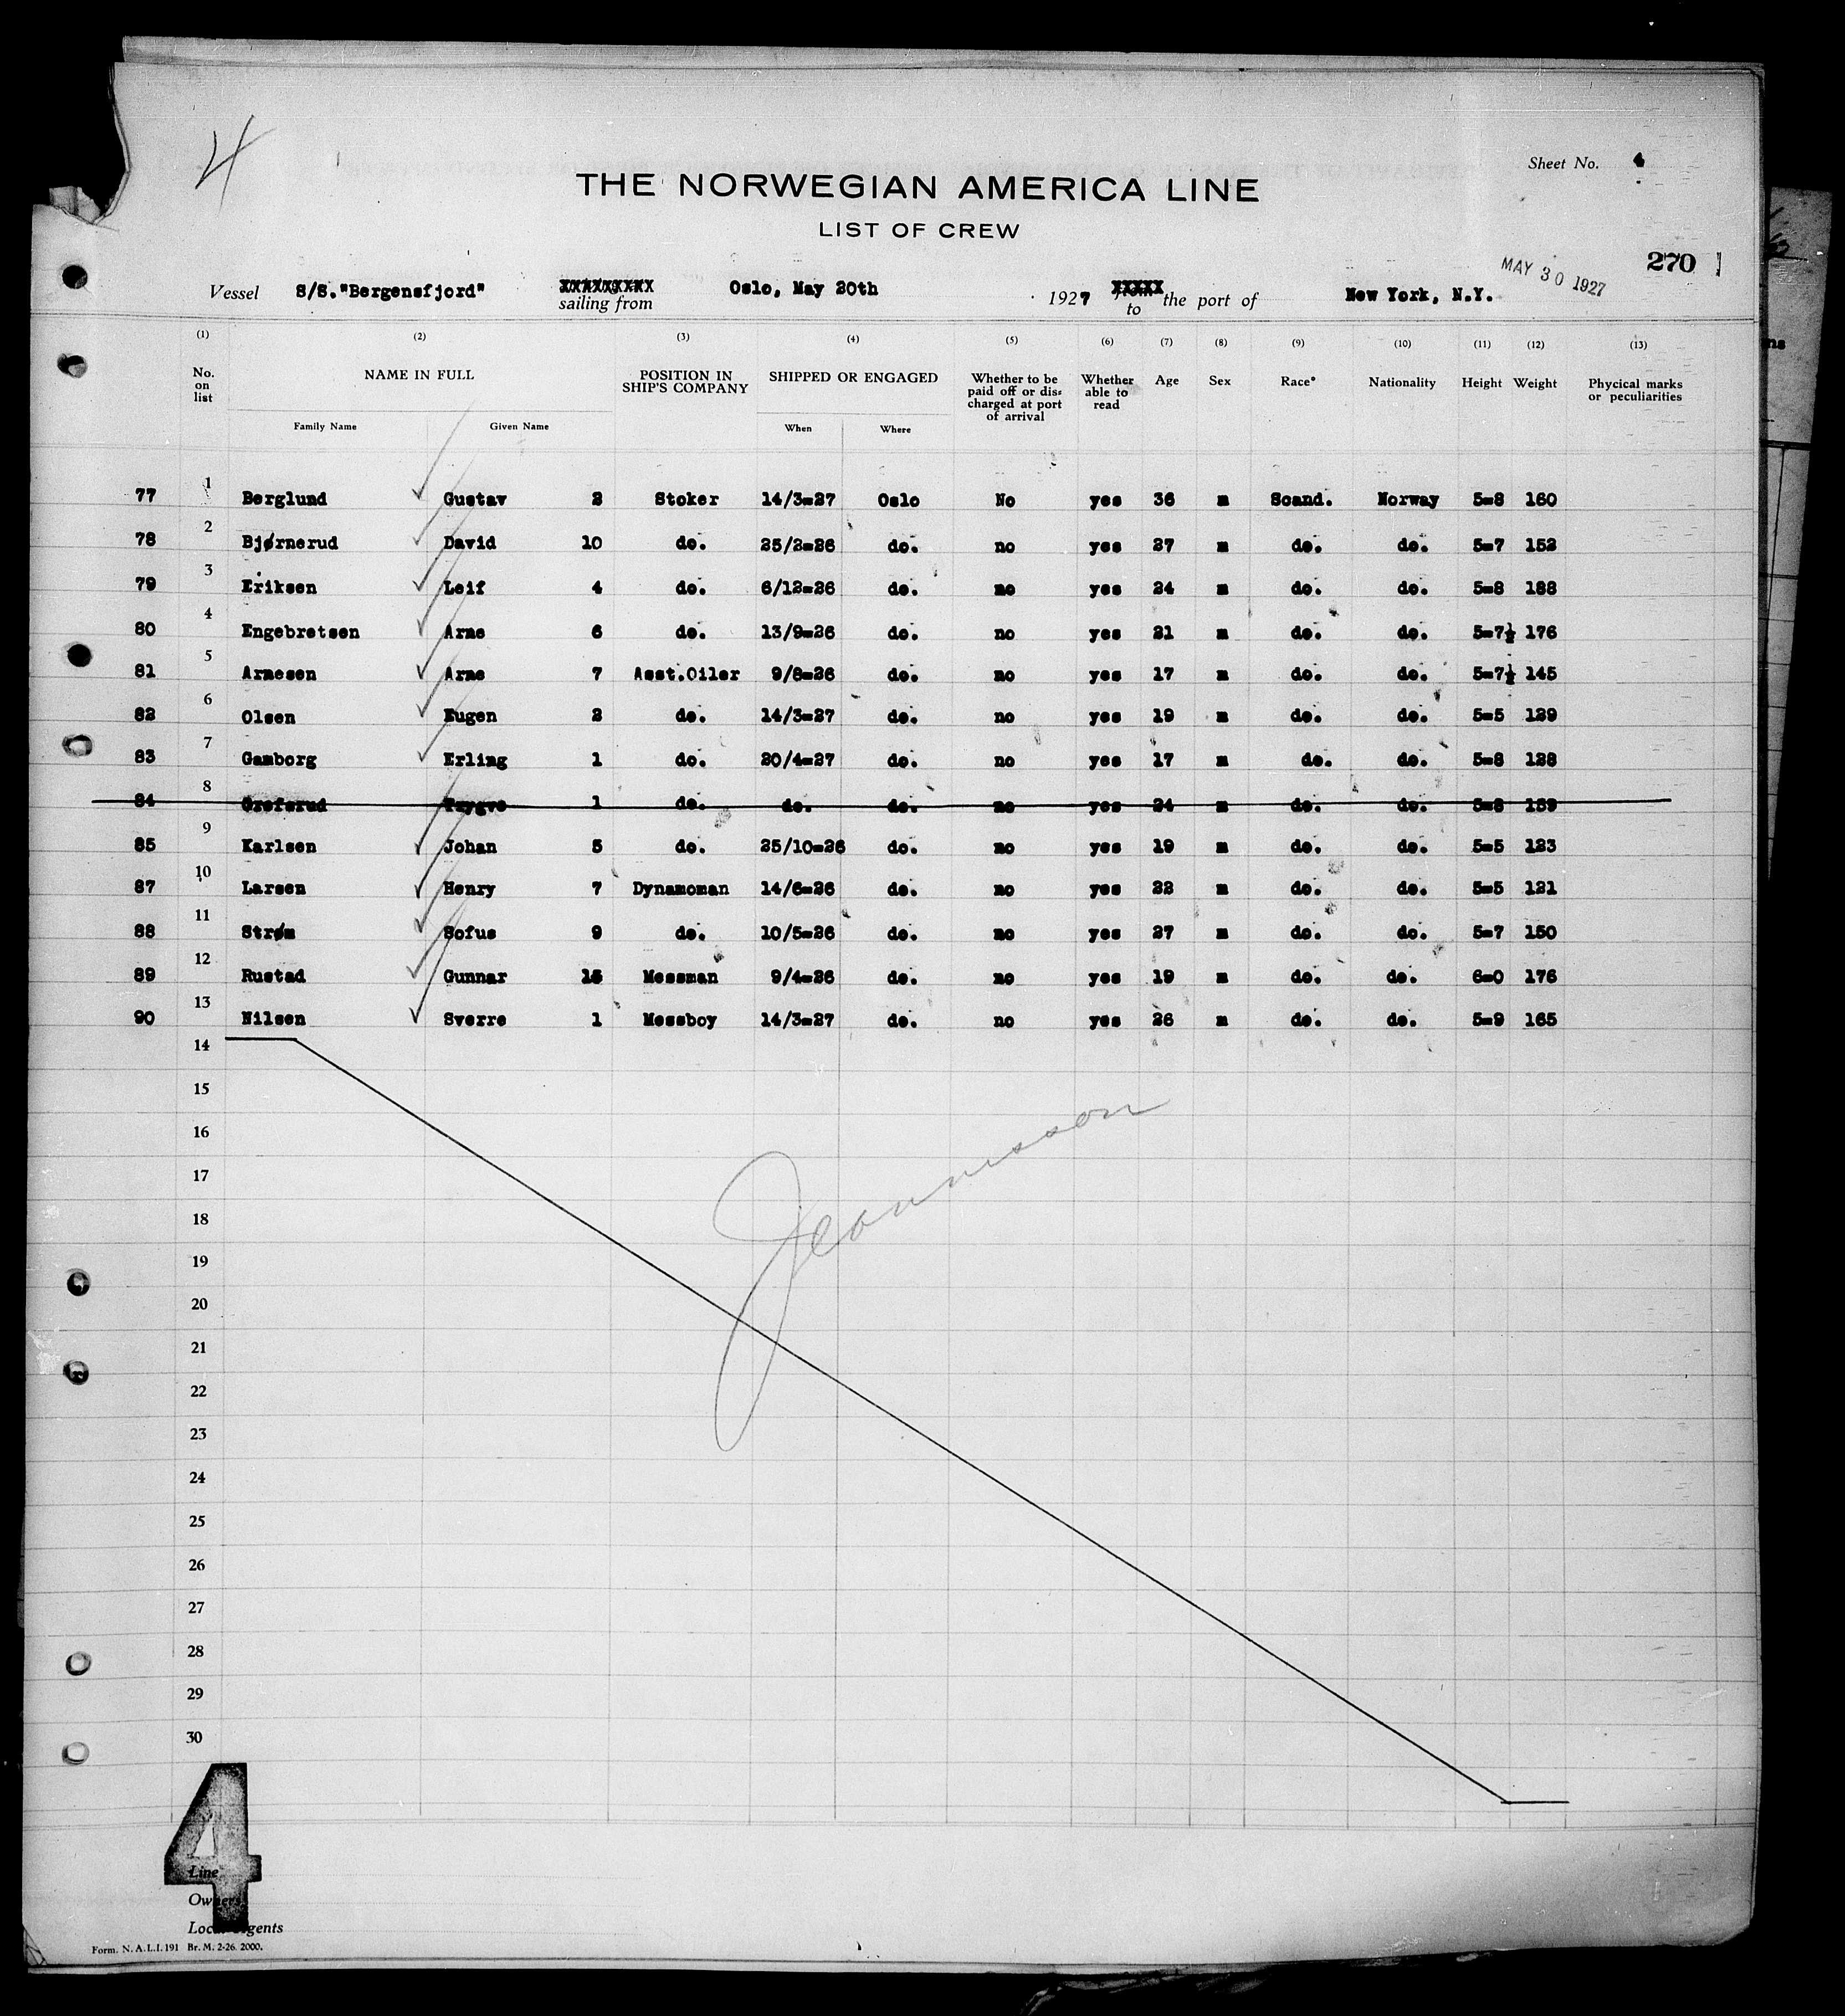 4
Sheet No. 4
THE NORWEGIAN AMERICA LINE
LIST OF CREW
270
MAY 30 1927
Vessel S/S."Bergensfjord" sailing from Oslo, May 20th 1927 to the port of New York, N.Y.
(1) (2) (3) (4) (5) (6) (7) (8) (9) (10) (11) (12) (13)
No. on list NAME IN FULL POSITION IN SHIP'S COMPANY SHIPPED OR ENGAGED Whether to be paid off or discharged at port of arrival Whether able to read Age Sex Race* Nationality Height Weight Phycical marks or peculiarities
Family Name Given Name When Where
77 1 Berglund Gustav 2 Stoker 14/3=27 Oslo No yes 36 m Scand. Norway 5=8 160
78 2 Bjørnerud David 10 do. 25/2=26 do. no yes 27 m do. do. 5=7 152
79 3 Eriksen Leif 4 do. 6/12=26 do. no yes 24 m do. do. 5=8 188
80 4 Engebretsen Arne 6 do. 13/9=26 do. no yes 21 m do. do. 5=7½ 176
81 5 Arnesen Arne 7 Asst.Oiler 9/8=26 do. no yes 17 m do. do. 5=7½ 145
82 6 Olsen Eugen 2 do. 14/3=27 do. no yes 19 m do. do. 5=5 129
83 7 Gamborg Erling 1 do. 20/4=27 do. no yes 17 m do. do. 5=8 128
84 8 Trygve 1 do. do. do. no yes 24 m do. do. 5=8 139
85 9 Karlsen Johan 5 do. 25/10=26 do. no yes 19 m do. do. 5=5 123
87 10 Larsen Henry 7 Dynamoman 14/6=26 do. no yes 22 m do. do. 5=5 121
88 11 Strøm Sofus 9 do. 10/5=26 do. no yes 27 m do. do. 5=7 150
89 12 Rustad Gunnar 15 Messman 9/4=26 do. no yes 19 m do. do. 6=0 176
90 13 Nilsen Sverre 1 Messboy 14/3=27 do. no yes 26 m do. do. 5=9 165
14
15
16
17
18
19
20
21
22
23
24
25
26
27
28
29
30
4
Line
Owners
Local Agents
Form. N. A. L. I. 191 Br. M. 2-26. 2000.